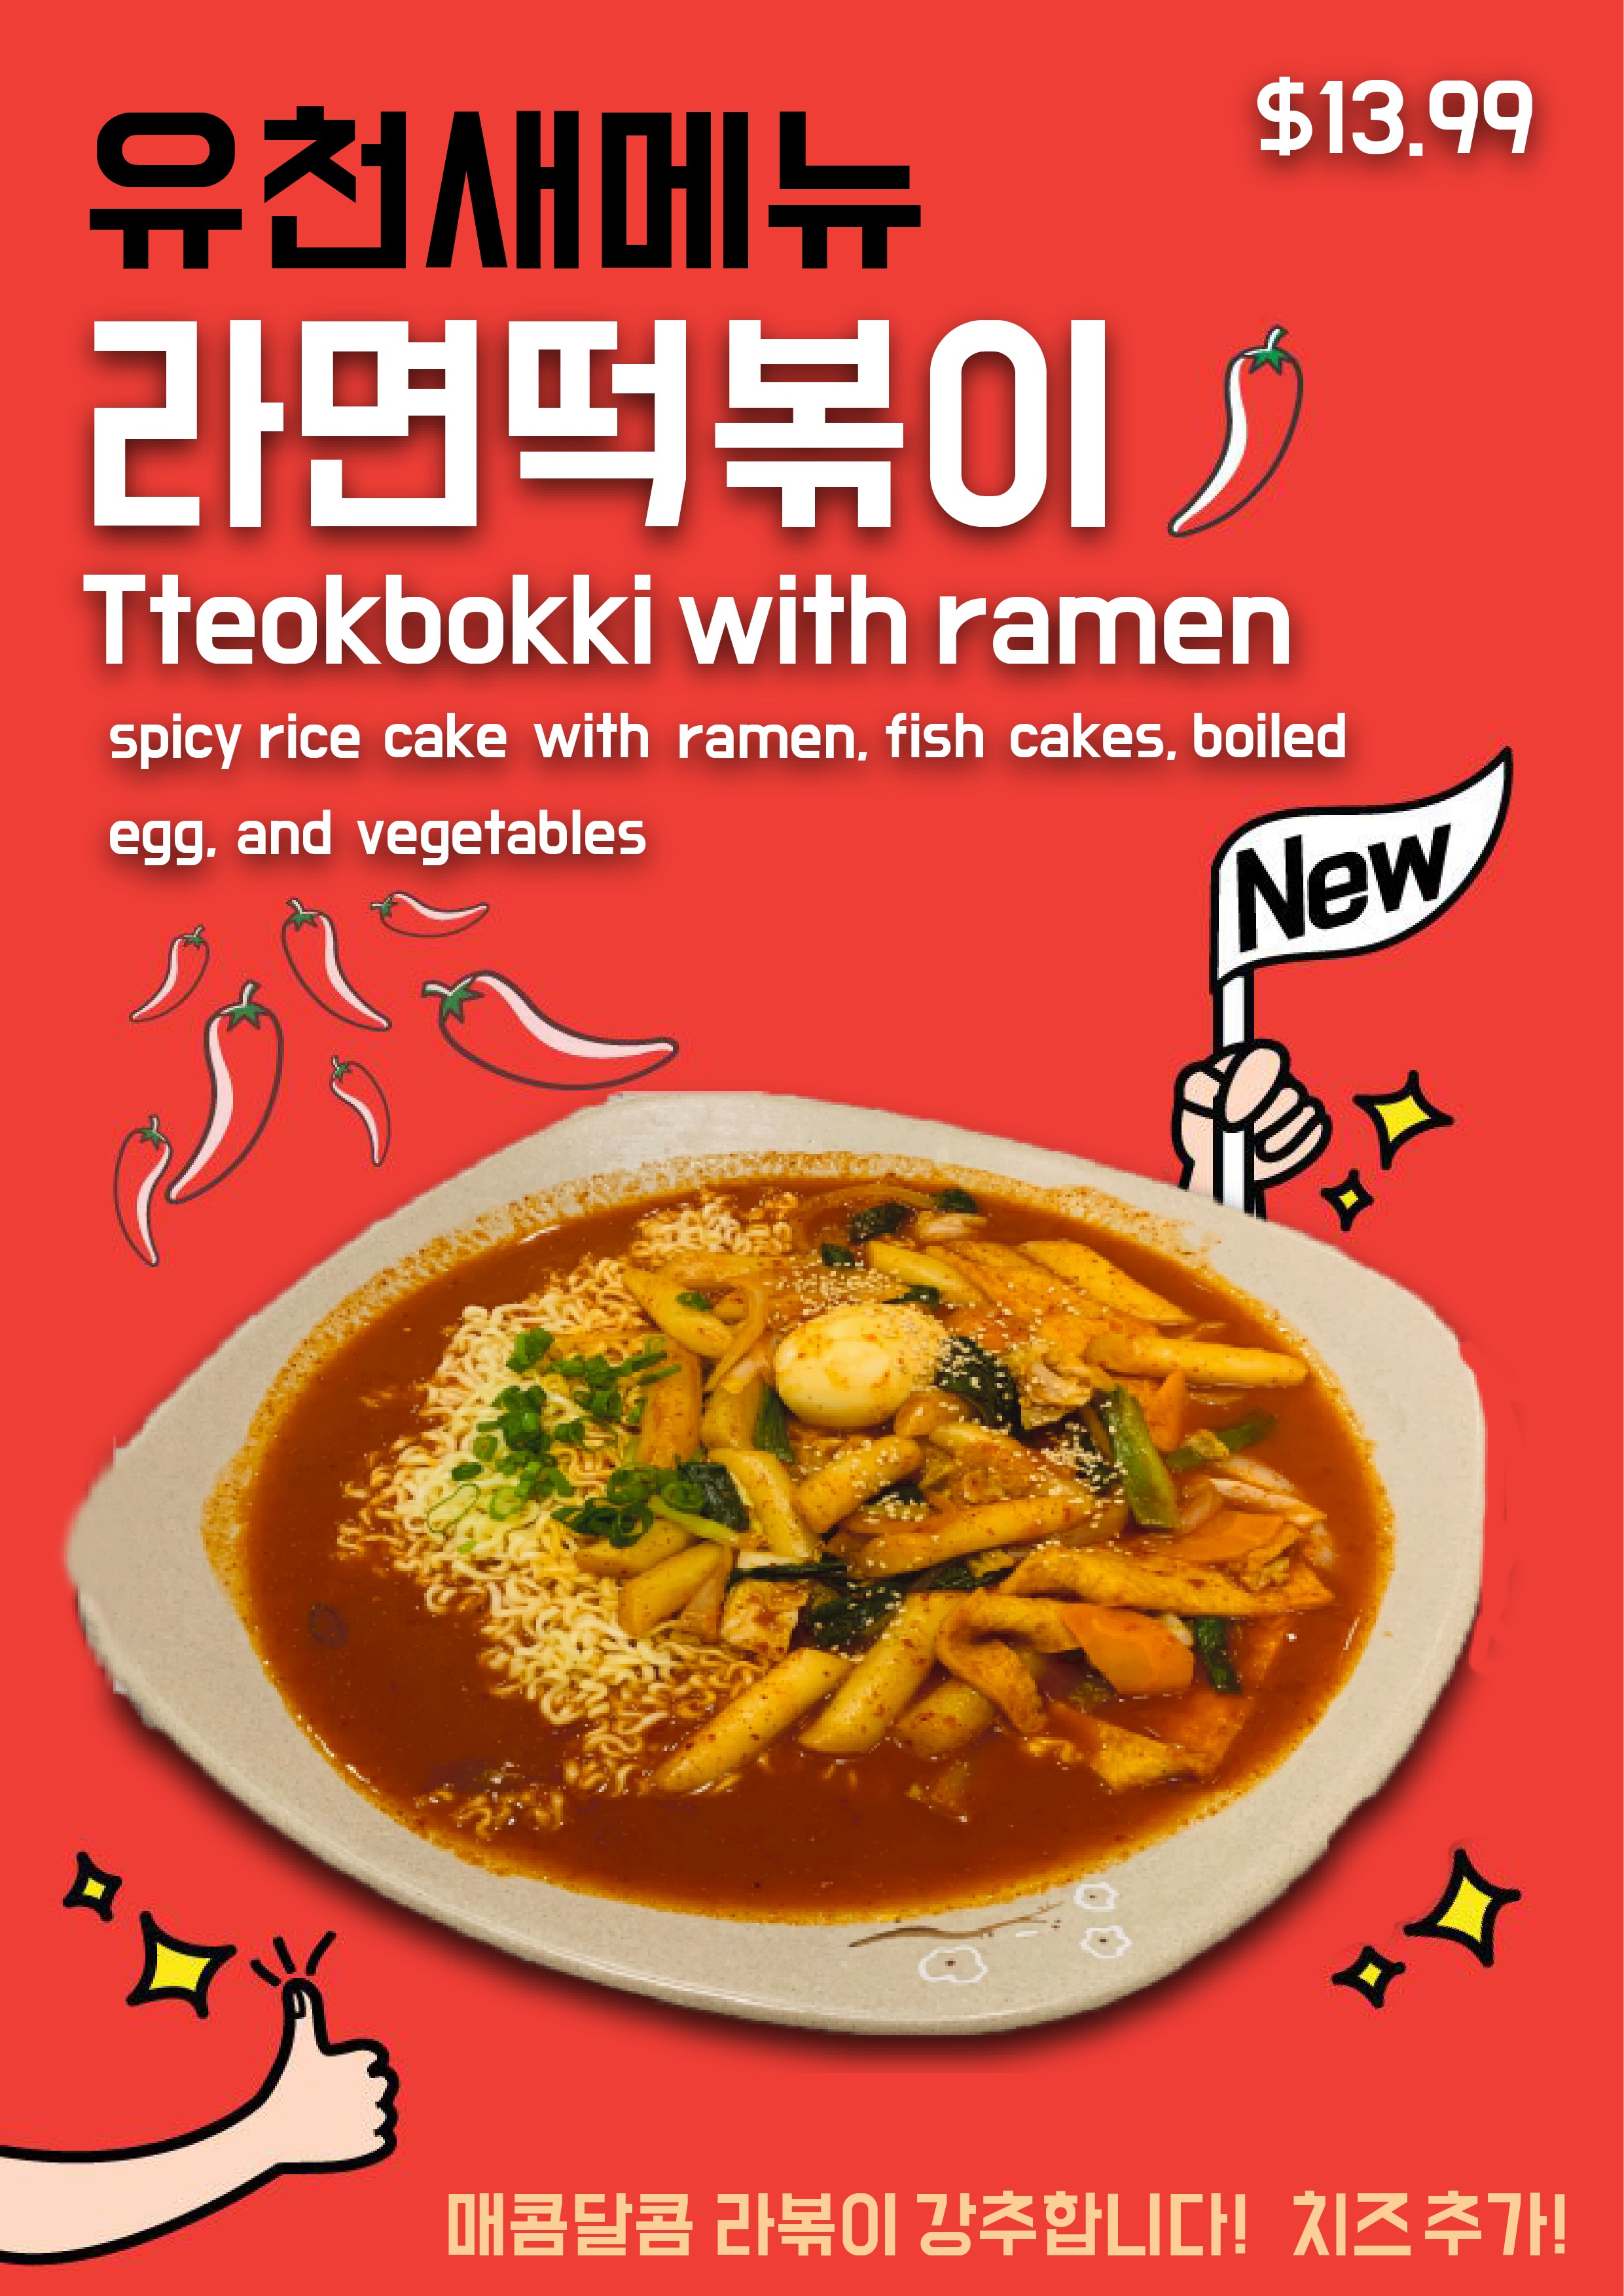 $13.99
유천새메뉴
라면떡볶이
Tteokbokki with ramen
spicy rice cake with ramen, fish cakes, boiled
egg, and vegetables
New
매콤달콤 라볶이 강추합니다! 치즈추가!